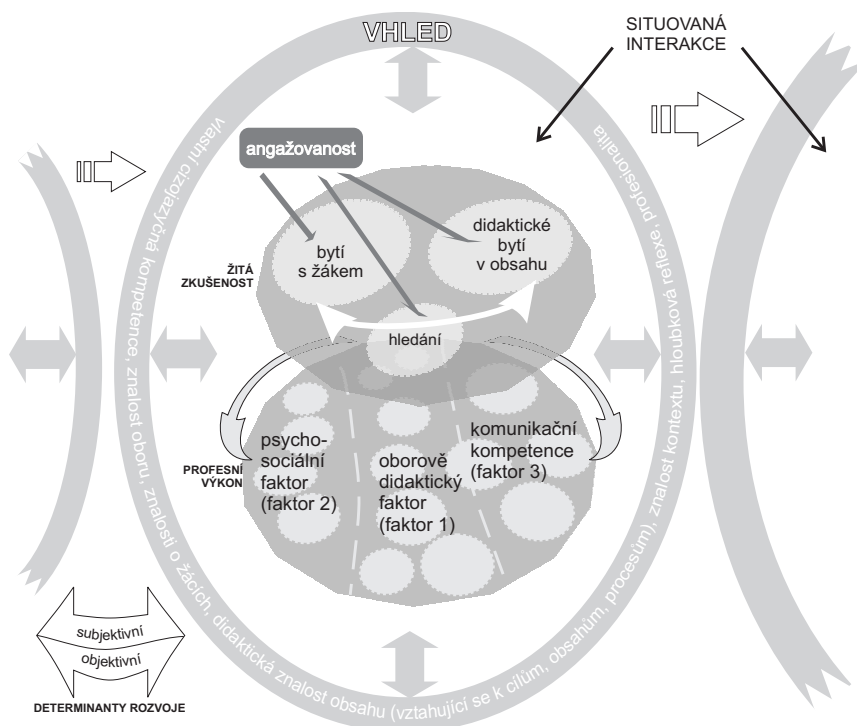 VHLED
SITUOVANÁ
INTERAKCE
angažovanost
bytí
s žákem
didaktické
bytí
v obsahu
ŽITÁ
ZKUŠENOST
hledání
psycho-
sociální
faktor
(faktor 2)
oborově
didaktický
faktor
(faktor 1)
komunikační
kompetence
(faktor 3)
PROFESNÍ
VÝKON
vlastní cizojazyčná kompetence, znalost oboru, znalosti o žácích, didaktická znalost obsahu (vztahující se k cílům, obsahům, procesům), znalost kontextu, hloubková reflexe, profesionalita
subjektivní
objektivní
DETERMINANTY ROZVOJE